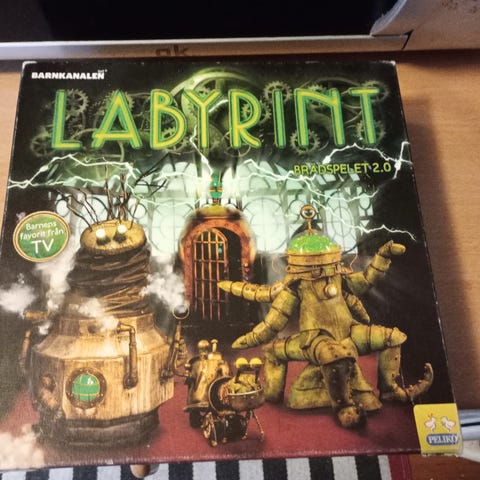 BARNKANALEN
LABYRINT
BRÄDSPELET 2.0
Barnens
favorit från
TV
PELIKO